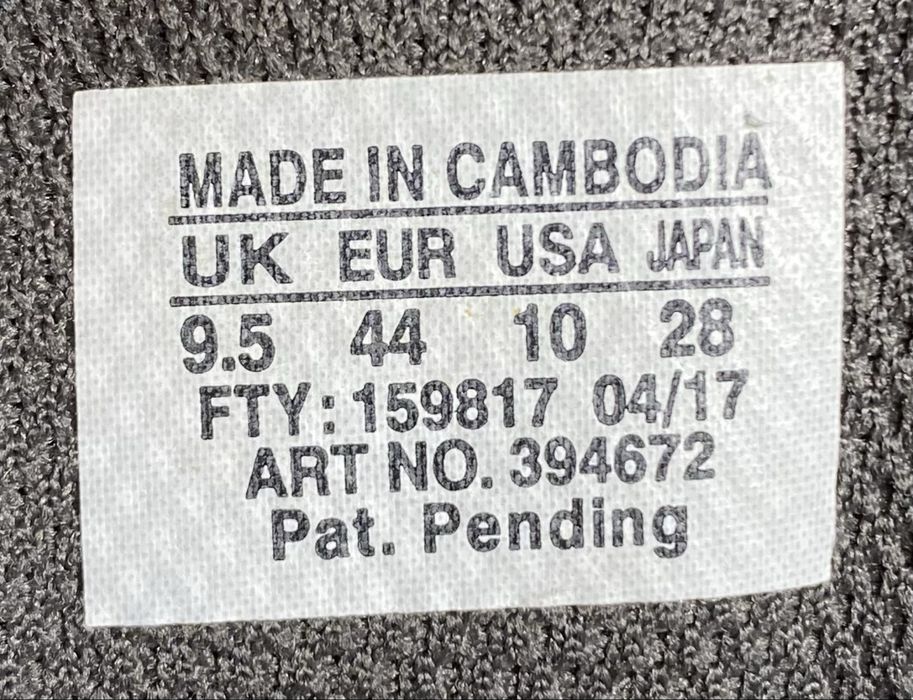 MADE IN CAMBODIA
UK EUR USA JAPAN
9.5 44 10 28
FTY: 159817 04/17
ART NO. 394672
Pat. Pending